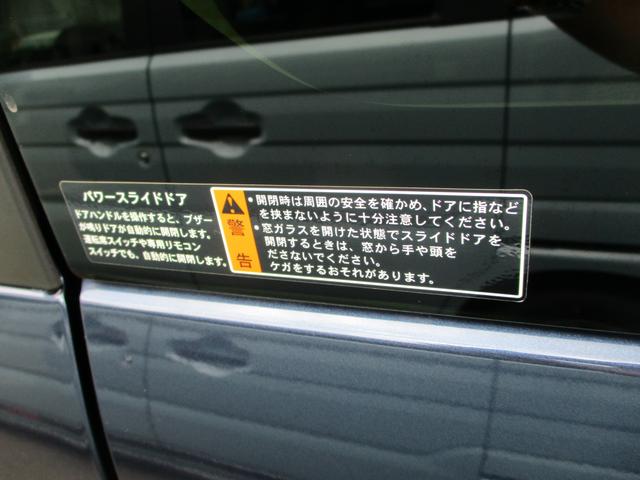 パワースライドドア
ドアハンドルを操作すると、ブザー
が鳴りドアが自動的に開閉します。
運転席スイッチや専用リモコン
スイッチでも、自動的に開閉します。
警告
・開閉時は周囲の安全を確かめ、ドアに指など
を挟まないように十分注意してください。
・窓ガラスを開けた状態でスライドドアを
開閉するときは、窓から手や頭を
ださないでください。
ケガをするおそれがあります。